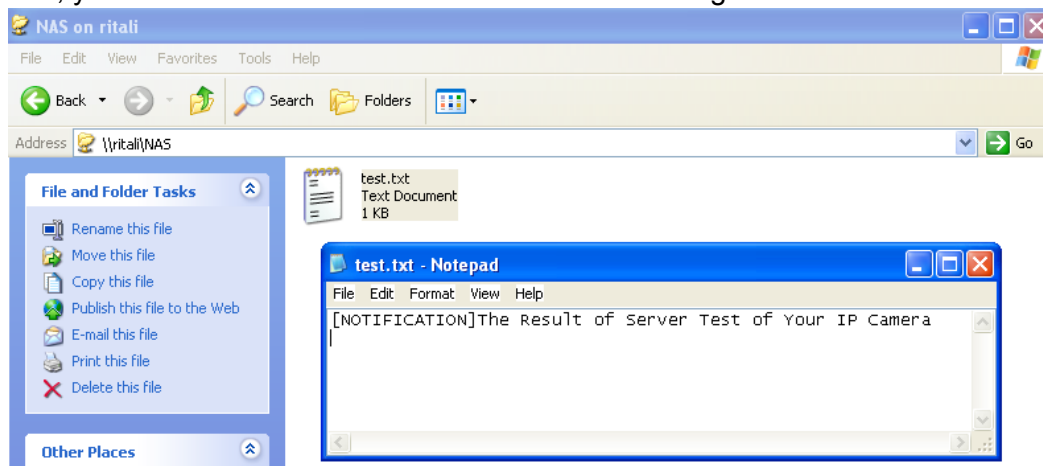 NAS on ritali
File Edit View Favorites Tools Help
Back Search Folders
Address \\ritali\NAS Go
File and Folder Tasks
Rename this file
Move this file
Copy this file
Publish this file to the Web
E-mail this file
Print this file
Delete this file
Other Places
test.txt
Text Document
1 KB
test.txt - Notepad
File Edit Format View Help
[NOTIFICATION]The Result of Server Test of Your IP Camera